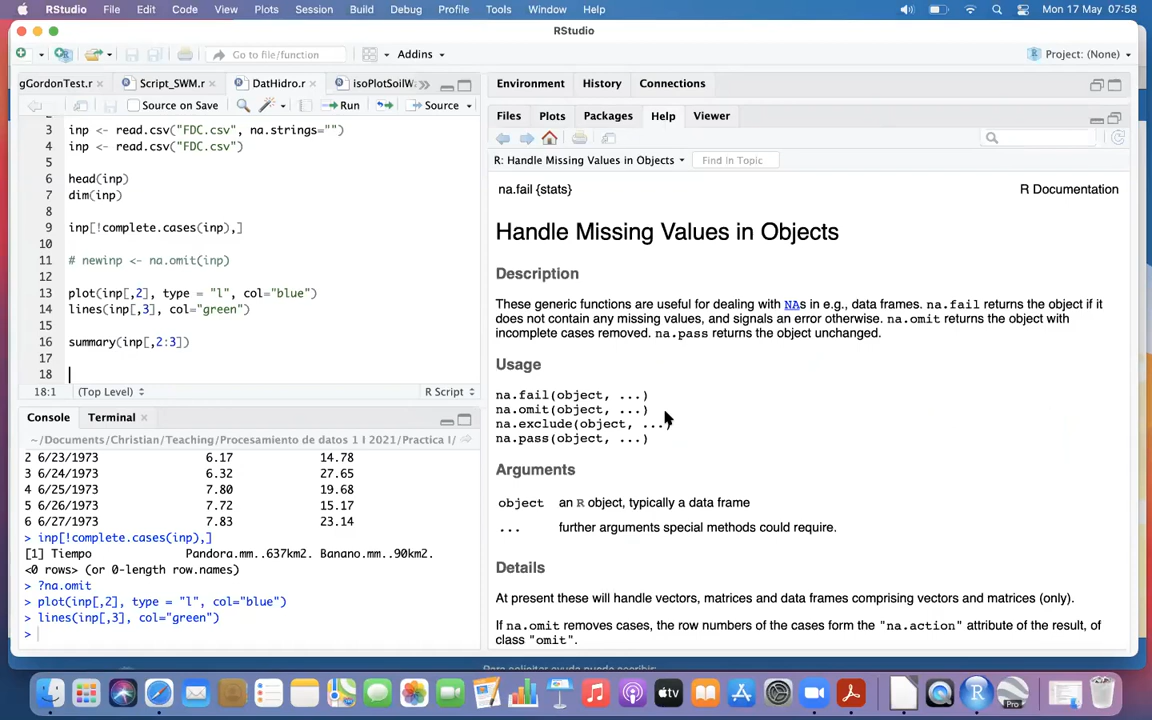 RStudio File Edit Code View Plots Session Build Debug Profile Tools Window Help Mon 17 May 07:58
RStudio
Go to file/function Addins Project: (None)
gGordonTest.r Script_SWM.r DatHidro.r isoPlotSoilWa
Source on Save Run Source
3 inp <- read.csv("FDC.csv", na.strings="")
4 inp <- read.csv("FDC.csv")
5
6 head(inp)
7 dim(inp)
8
9 inp[!complete.cases(inp),]
10
11 # newinp <- na.omit(inp)
12
13 plot(inp[,2], type = "l", col="blue")
14 lines(inp[,3], col="green")
15
16 summary(inp[,2:3])
17
18
18:1 (Top Level) R Script
Console Terminal
~/Documents/Christian/Teaching/Procesamiento de datos 1 I 2021/Practica I/
2 6/23/1973 6.17 14.78
3 6/24/1973 6.32 27.65
4 6/25/1973 7.80 19.68
5 6/26/1973 7.72 15.17
6 6/27/1973 7.83 23.14
> inp[!complete.cases(inp),]
[1] Tiempo Pandora.mm..637km2. Banano.mm..90km2.
<0 rows> (or 0-length row.names)
> ?na.omit
> plot(inp[,2], type = "l", col="blue")
> lines(inp[,3], col="green")
>
Environment History Connections
Files Plots Packages Help Viewer
R: Handle Missing Values in Objects Find in Topic
na.fail {stats} R Documentation
Handle Missing Values in Objects
Description
These generic functions are useful for dealing with NAs in e.g., data frames. na.fail returns the object if it
does not contain any missing values, and signals an error otherwise. na.omit returns the object with
incomplete cases removed. na.pass returns the object unchanged.
Usage
na.fail(object, ...)
na.omit(object, ...)
na.exclude(object, ...)
na.pass(object, ...)
Arguments
object an R object, typically a data frame
... further arguments special methods could require.
Details
At present these will handle vectors, matrices and data frames comprising vectors and matrices (only).
If na.omit removes cases, the row numbers of the cases form the "na.action" attribute of the result, of
class "omit".
tv
R
Pro